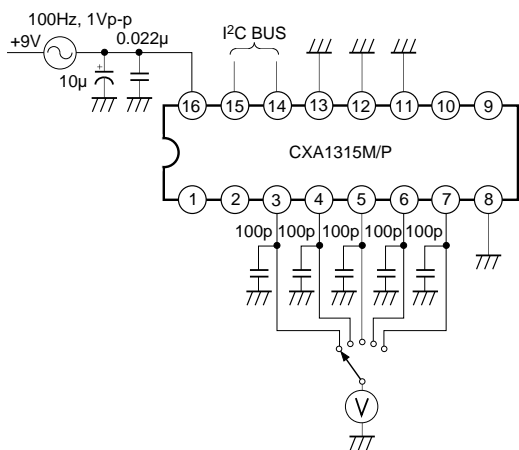 100Hz, 1Vp-p
+9V
0.022µ
10µ
+
I²C BUS
16 15 14 13 12 11 10 9
CXA1315M/P
1 2 3 4 5 6 7 8
100p 100p 100p 100p 100p
V